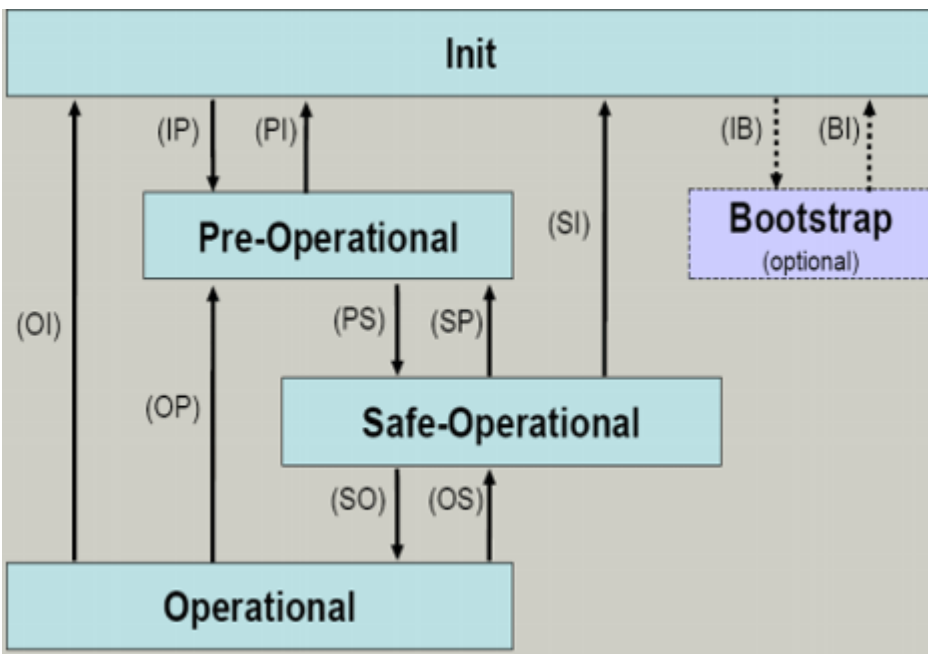 Init
(IP)
(PI)
(IB)
(BI)
Pre-Operational
(SI)
Bootstrap
(optional)
(OI)
(PS)
(SP)
(OP)
Safe-Operational
(SO)
(OS)
Operational